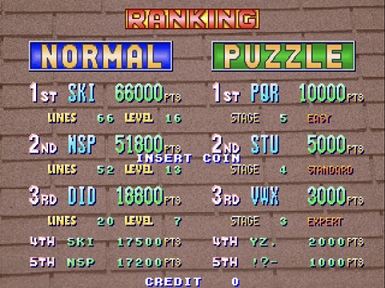 RANKING
NORMAL PUZZLE
1ST SKI 66000PTS 1ST PQR 10000PTS
LINES 66 LEVEL 16 STAGE 5 EASY
2ND NSP 51800PTS 2ND STU 5000PTS
INSERT COIN
LINES 52 LEVEL 13 STAGE 4 STANDARD
3RD DID 18800PTS 3RD VWX 3000PTS
LINES 20 LEVEL 7 STAGE 3 EXPERT
4TH SKI 17500PTS 4TH YZ. 2000PTS
5TH NSP 17200PTS 5TH !?- 1000PTS
CREDIT 0